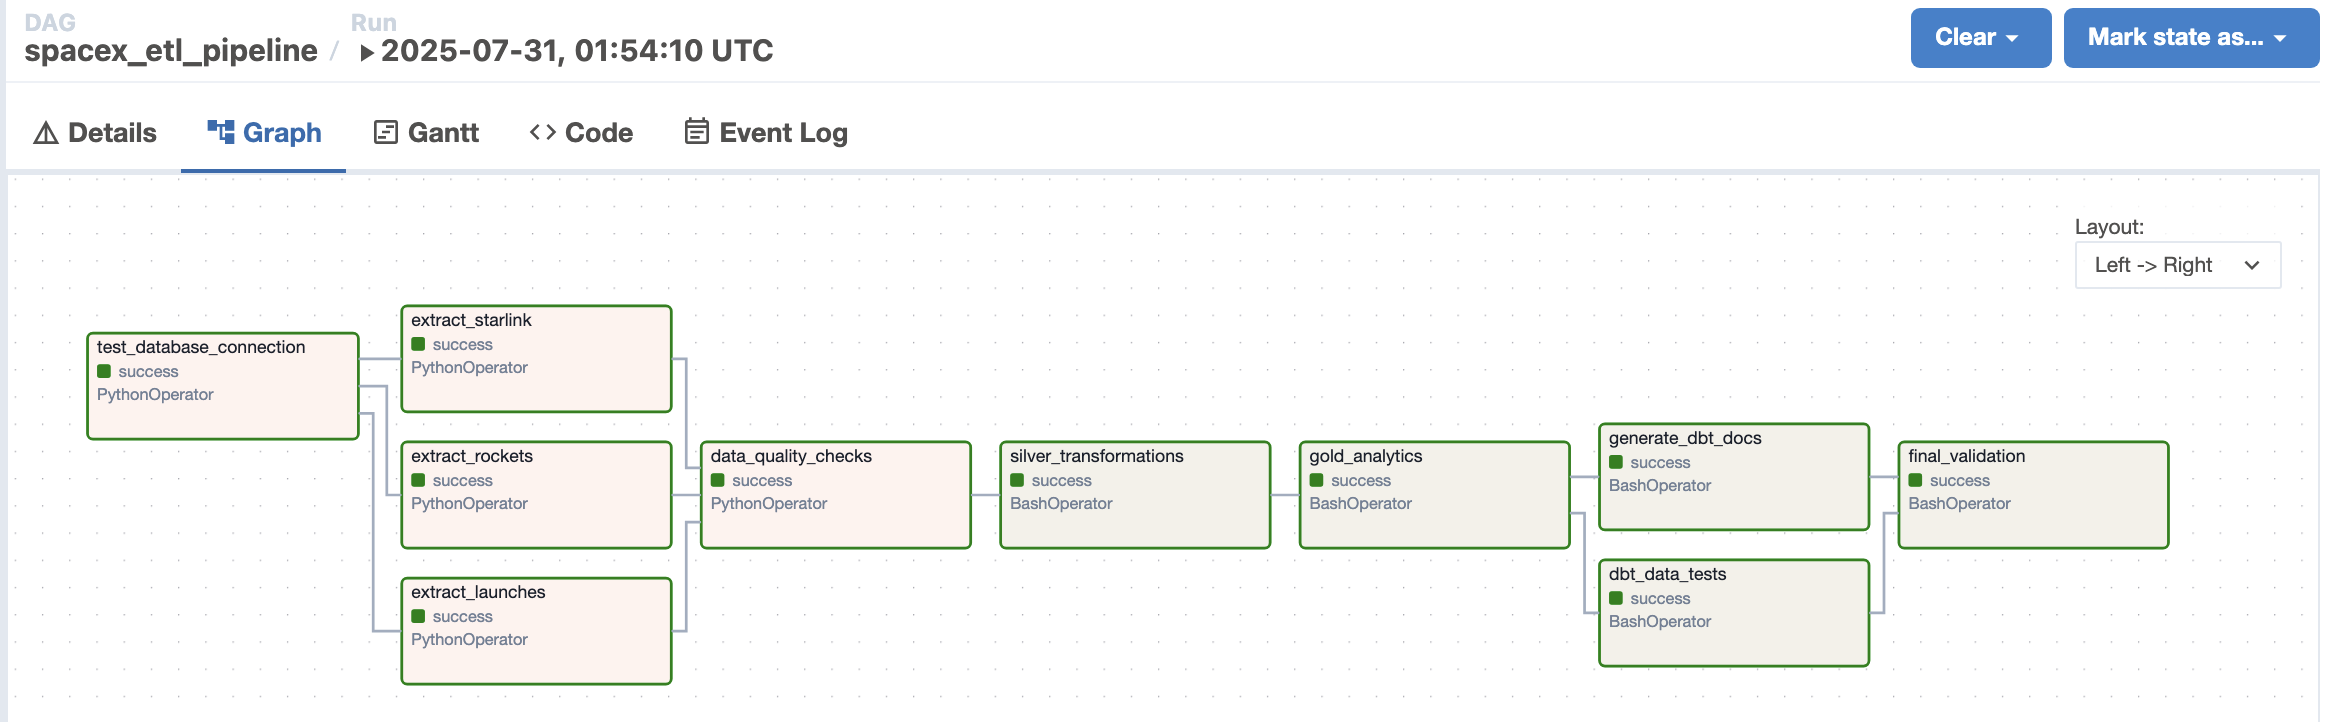 DAG
Run
spacex_etl_pipeline / 2025-07-31, 01:54:10 UTC
Clear
Mark state as...
Details
Graph
Gantt
Code
Event Log
Layout:
Left -> Right
test_database_connection
success
PythonOperator
extract_starlink
success
PythonOperator
extract_rockets
success
PythonOperator
extract_launches
success
PythonOperator
data_quality_checks
success
PythonOperator
silver_transformations
success
BashOperator
gold_analytics
success
BashOperator
generate_dbt_docs
success
BashOperator
dbt_data_tests
success
BashOperator
final_validation
success
BashOperator